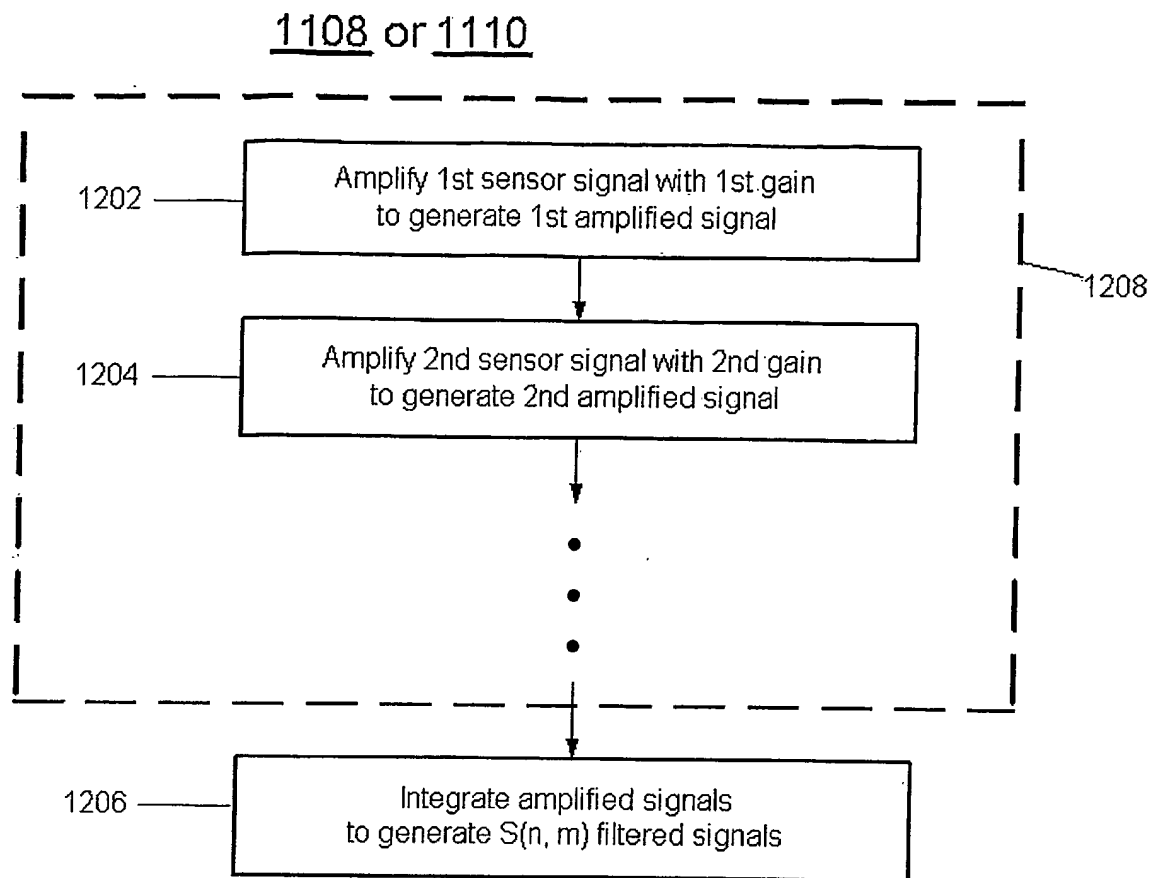 1108 or 1110
1202
Amplify 1st sensor signal with 1st gain
to generate 1st amplified signal
1208
1204
Amplify 2nd sensor signal with 2nd gain
to generate 2nd amplified signal
1206
Integrate amplified signals
to generate S(n, m) filtered signals